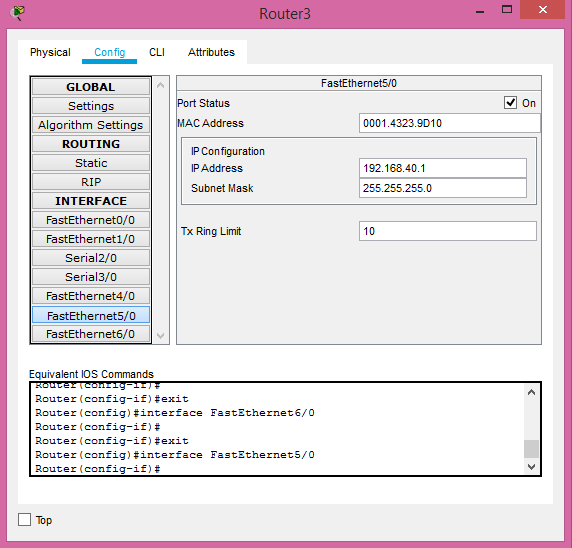 Router3
Physical Config CLI Attributes
GLOBAL
Settings
Algorithm Settings
ROUTING
Static
RIP
INTERFACE
FastEthernet0/0
FastEthernet1/0
Serial2/0
Serial3/0
FastEthernet4/0
FastEthernet5/0
FastEthernet6/0
FastEthernet5/0
Port Status On
MAC Address 0001.4323.9D10
IP Configuration
IP Address 192.168.40.1
Subnet Mask 255.255.255.0
Tx Ring Limit 10
Equivalent IOS Commands
Router(config-if)#
Router(config-if)#exit
Router(config)#interface FastEthernet6/0
Router(config-if)#
Router(config-if)#exit
Router(config)#interface FastEthernet5/0
Router(config-if)#
Top